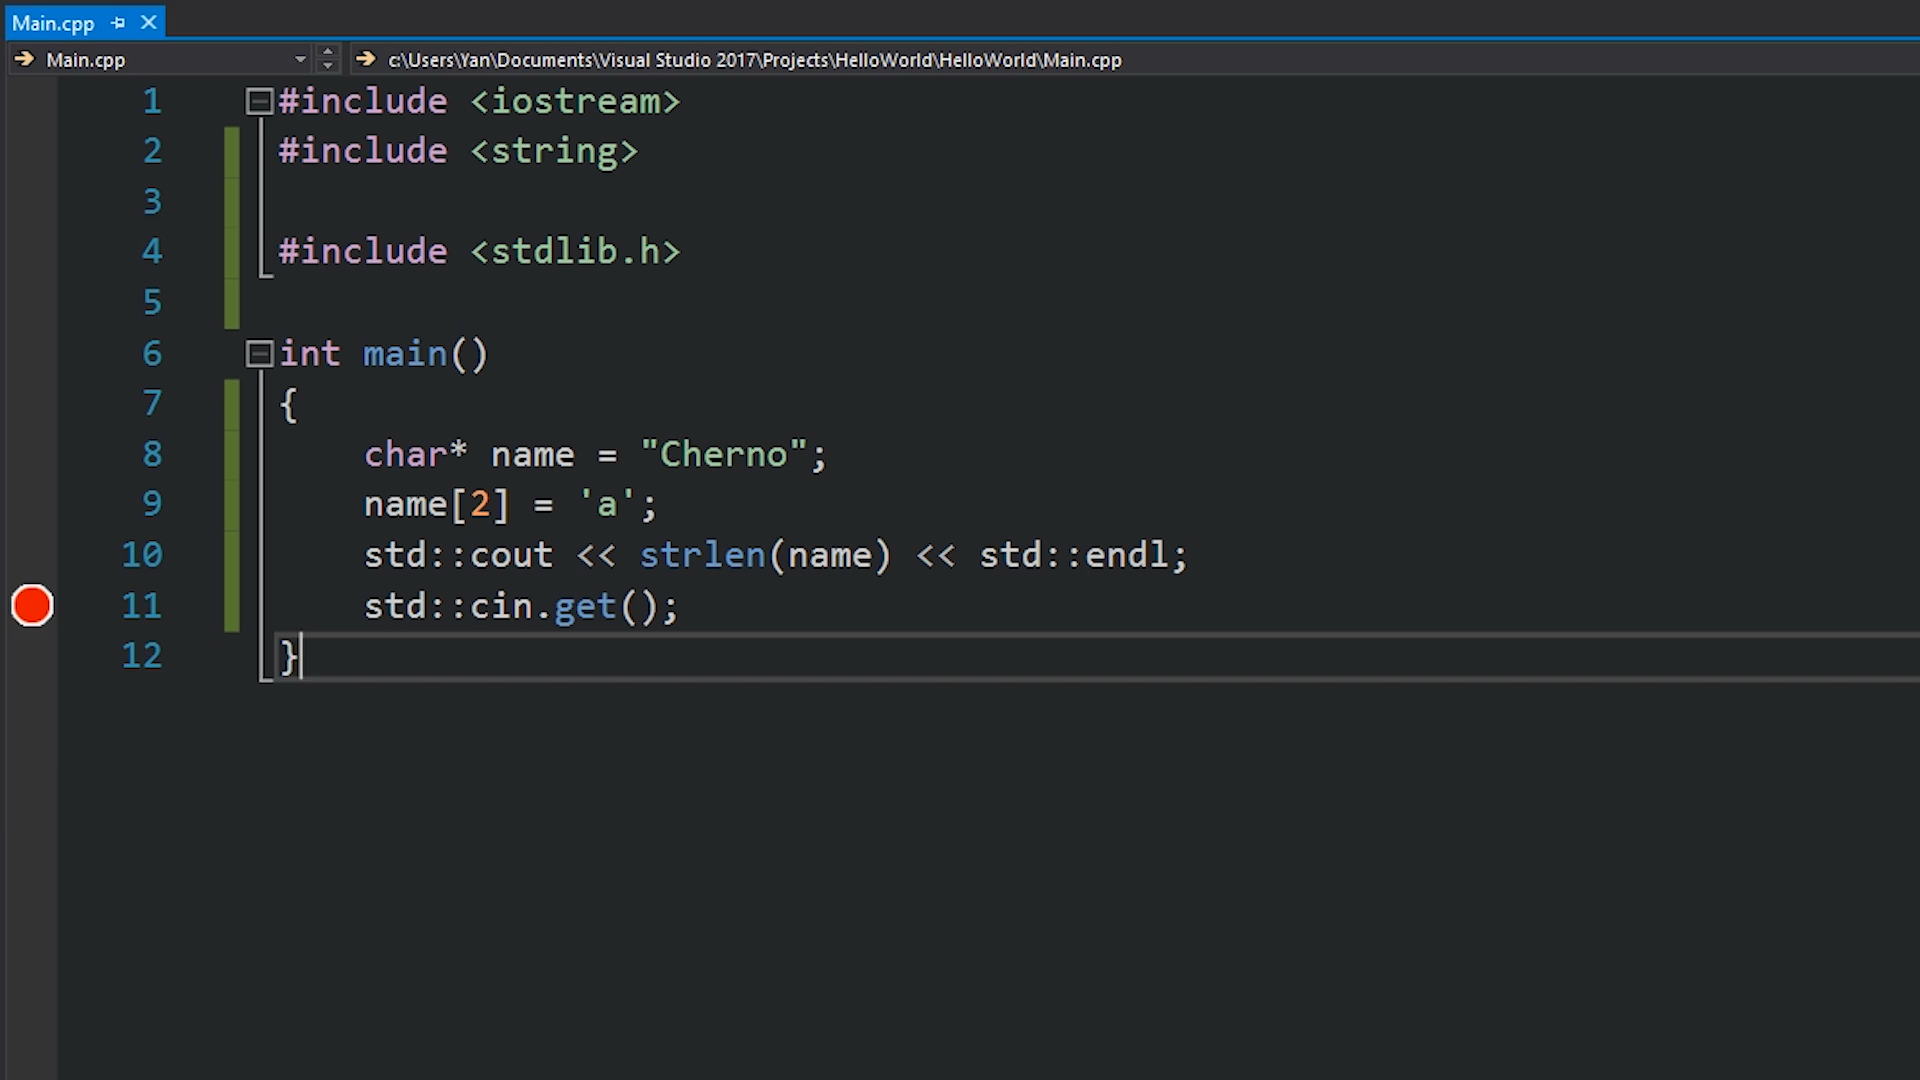 Main.cpp
Main.cpp c:\Users\Yan\Documents\Visual Studio 2017\Projects\HelloWorld\HelloWorld\Main.cpp
1 #include <iostream>
2 #include <string>
3
4 #include <stdlib.h>
5
6 int main()
7 {
8 char* name = "Cherno";
9 name[2] = 'a';
10 std::cout << strlen(name) << std::endl;
11 std::cin.get();
12 }